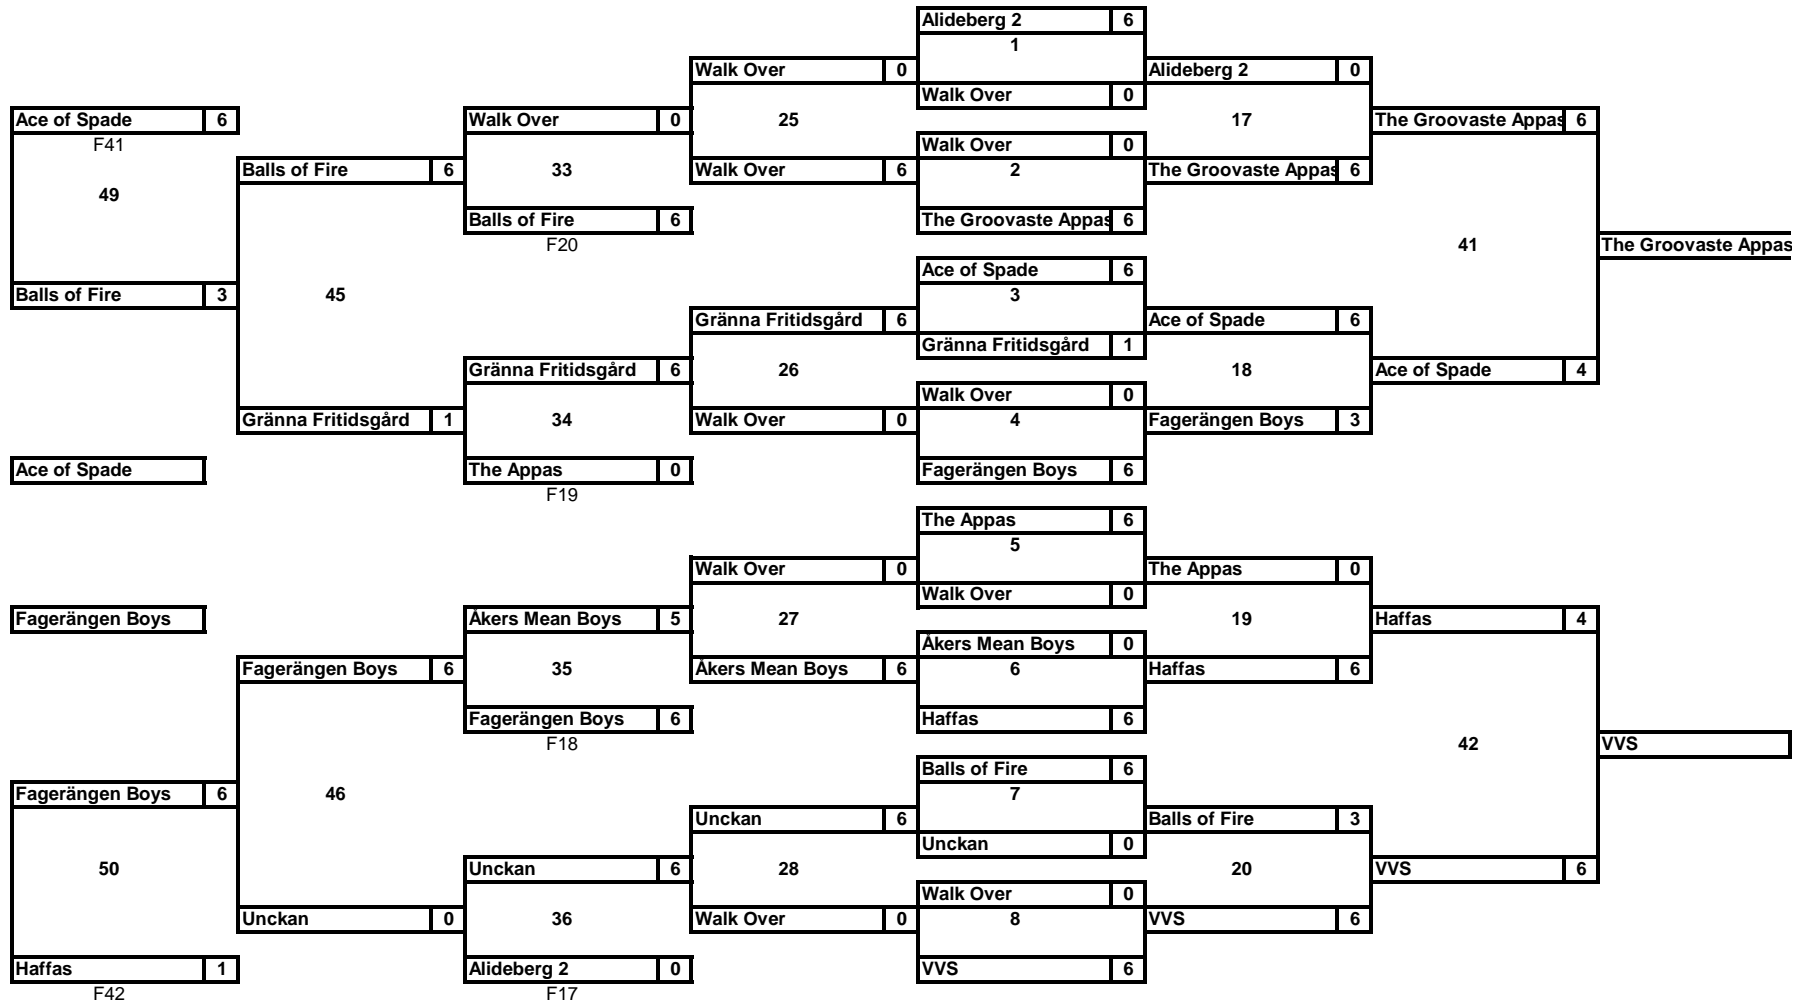 Alideberg 2 6
1
Walk Over 0 Alideberg 2 0
Walk Over 0
Ace of Spade 6 Walk Over 0 25 17 The Groovaste Appas 6
F41 Walk Over 0
Balls of Fire 6 33 Walk Over 6 2 The Groovaste Appas 6
49
Balls of Fire 6 The Groovaste Appas 6
F20 41 The Groovaste Appas
Ace of Spade 6
Balls of Fire 3 45 3
Gränna Fritidsgård 6 Ace of Spade 6
Gränna Fritidsgård 1
Gränna Fritidsgård 6 26 18 Ace of Spade 4
Walk Over 0
Gränna Fritidsgård 1 34 Walk Over 0 4 Fagerängen Boys 3
Ace of Spade The Appas 0 Fagerängen Boys 6
F19
The Appas 6
5
Walk Over 0 The Appas 0
Walk Over 0
Fagerängen Boys Åkers Mean Boys 5 27 19 Haffas 4
Åkers Mean Boys 0
Fagerängen Boys 6 35 Åkers Mean Boys 6 6 Haffas 6
Fagerängen Boys 6 Haffas 6
F18 42 VVS
Balls of Fire 6
Fagerängen Boys 6 46 7
Unckan 6 Balls of Fire 3
Unckan 0
50 Unckan 6 28 20 VVS 6
Walk Over 0
Unckan 0 36 Walk Over 0 8 VVS 6
Haffas 1 Alideberg 2 0 VVS 6
F42 F17